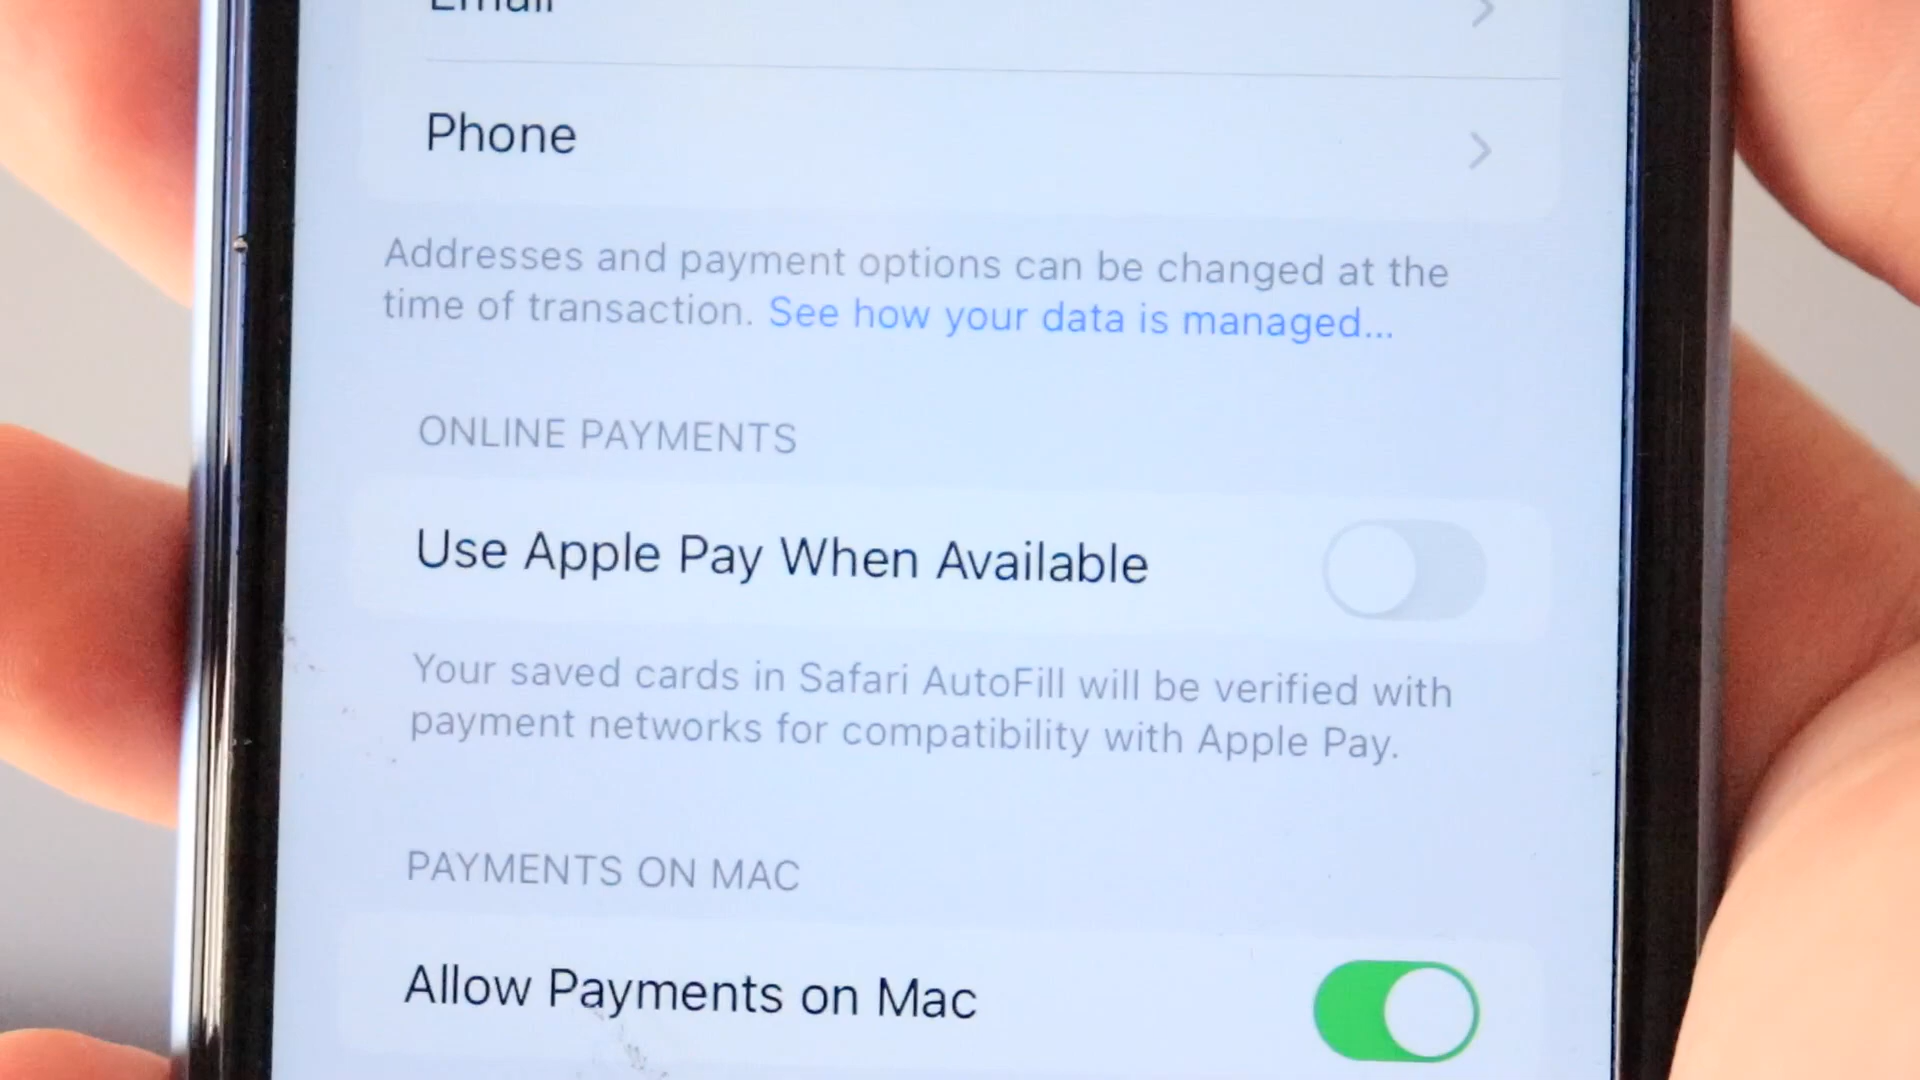 Email
Phone
Addresses and payment options can be changed at the
time of transaction. See how your data is managed...
ONLINE PAYMENTS
Use Apple Pay When Available
Your saved cards in Safari AutoFill will be verified with
payment networks for compatibility with Apple Pay.
PAYMENTS ON MAC
Allow Payments on Mac